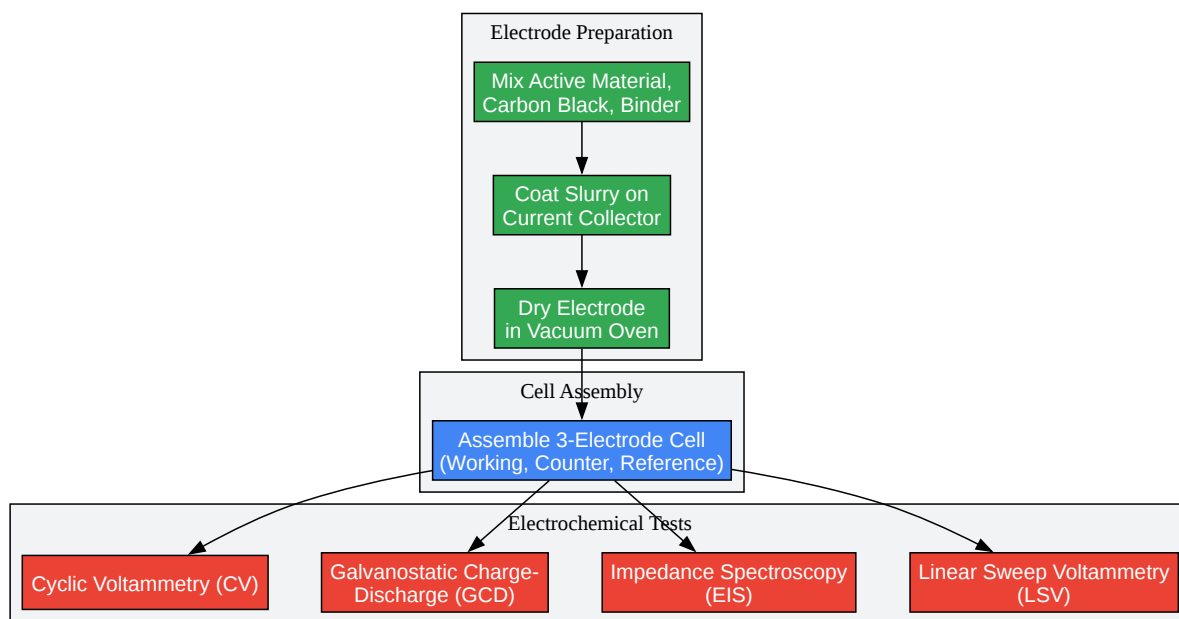 Electrode Preparation
Mix Active Material,
Carbon Black, Binder
Coat Slurry on
Current Collector
Dry Electrode
in Vacuum Oven
Cell Assembly
Assemble 3-Electrode Cell
(Working, Counter, Reference)
Electrochemical Tests
Cyclic Voltammetry (CV)
Galvanostatic Charge-
Discharge (GCD)
Impedance Spectroscopy
(EIS)
Linear Sweep Voltammetry
(LSV)